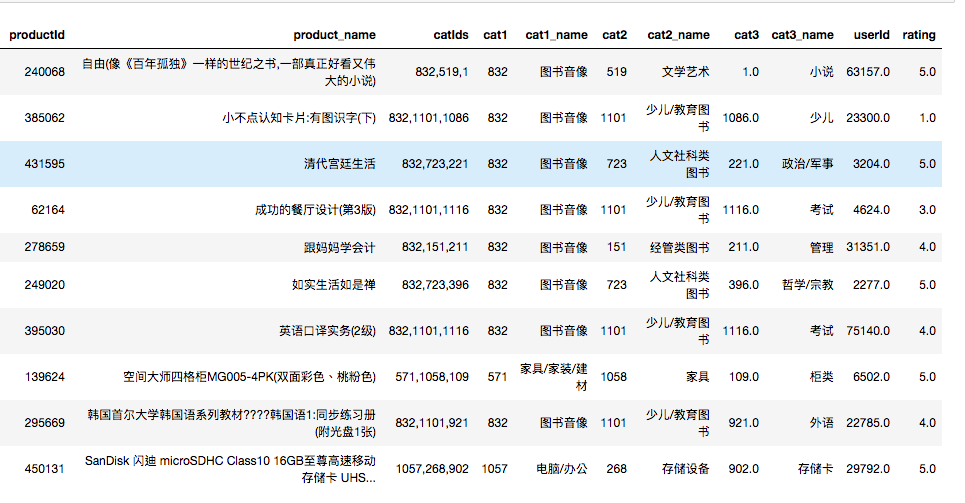 productId product_name catIds cat1 cat1_name cat2 cat2_name cat3 cat3_name userId rating
240068 自由(像《百年孤独》一样的世纪之书,一部真正好看又伟大的小说) 832,519,1 832 图书音像 519 文学艺术 1.0 小说 63157.0 5.0
385062 小不点认知卡片:有图识字(下) 832,1101,1086 832 图书音像 1101 少儿/教育图书 1086.0 少儿 23300.0 1.0
431595 清代宫廷生活 832,723,221 832 图书音像 723 人文社科类图书 221.0 政治/军事 3204.0 5.0
62164 成功的餐厅设计(第3版) 832,1101,1116 832 图书音像 1101 少儿/教育图书 1116.0 考试 4624.0 3.0
278659 跟妈妈学会计 832,151,211 832 图书音像 151 经管类图书 211.0 管理 31351.0 4.0
249020 如实生活如是禅 832,723,396 832 图书音像 723 人文社科类图书 396.0 哲学/宗教 2277.0 5.0
395030 英语口译实务(2级) 832,1101,1116 832 图书音像 1101 少儿/教育图书 1116.0 考试 75140.0 4.0
139624 空间大师四格柜MG005-4PK(双面彩色、桃粉色) 571,1058,109 571 家具/家装/建材 1058 家具 109.0 柜类 6502.0 5.0
295669 韩国首尔大学韩国语系列教材????韩国语1:同步练习册(附光盘1张) 832,1101,921 832 图书音像 1101 少儿/教育图书 921.0 外语 22785.0 4.0
450131 SanDisk 闪迪 microSDHC Class10 16GB至尊高速移动存储卡 UHS... 1057,268,902 1057 电脑/办公 268 存储设备 902.0 存储卡 29792.0 5.0